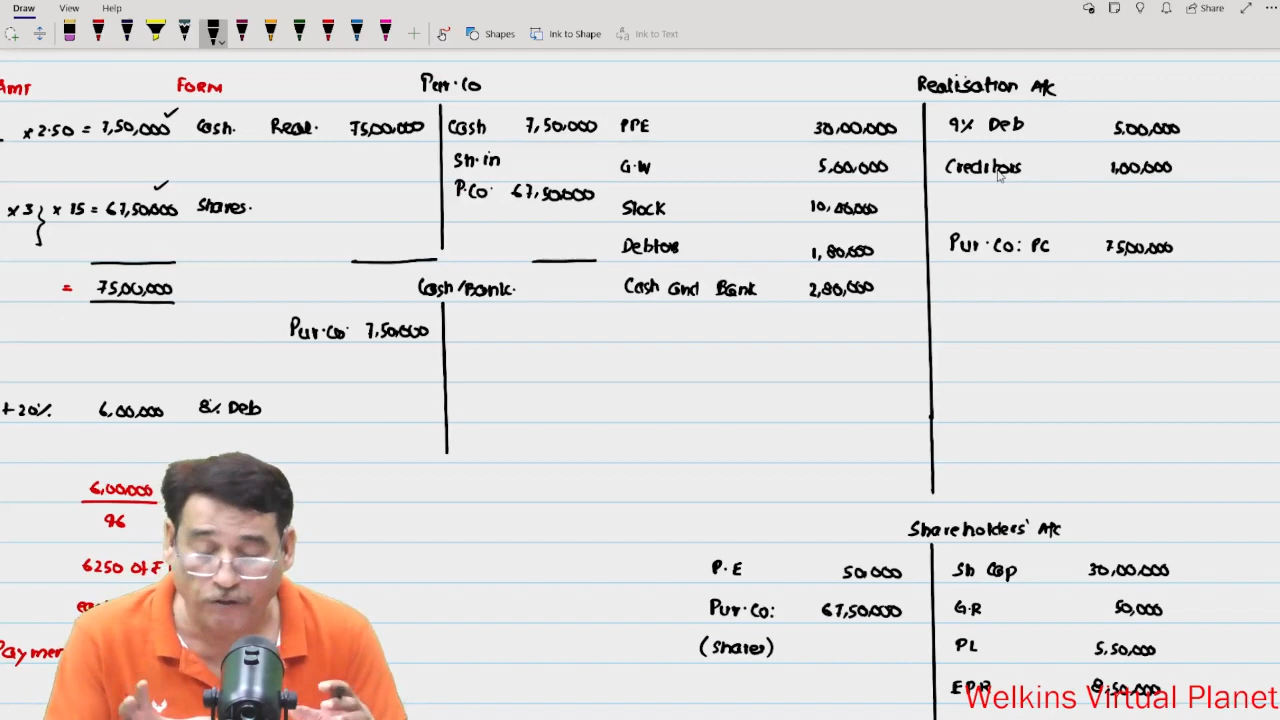 Draw View Help
Share
Shapes Ink to Shape Ink to Text
AMT FORM Pur.Co Realisation A/c
x 2.50 = 7,50,000 Cash. Real. 75,00,000 Cash 7,50,000 PPE 30,00,000 9% Deb 5,00,000
Sh.in G.W 5,00,000 Creditors 1,00,000
P.Co. 67,50,000
x 3 } x 15 = 67,50,000 Shares. Stock 10,00,000
Debtors 1,80,000 Pur.Co: PC 75,00,000
= 75,00,000 Cash/Bank. Cash and Bank 2,80,000
Pur.Co. 7,50,000
+20% 6,00,000 8% Deb
6,00,000
96
Shareholders' A/c
6250 of P.E 50,000 Sh Cap 30,00,000
Pur.Co: 67,50,000 G.R 50,000
(shares) PL 5,50,000
Welkins Virtual Planet